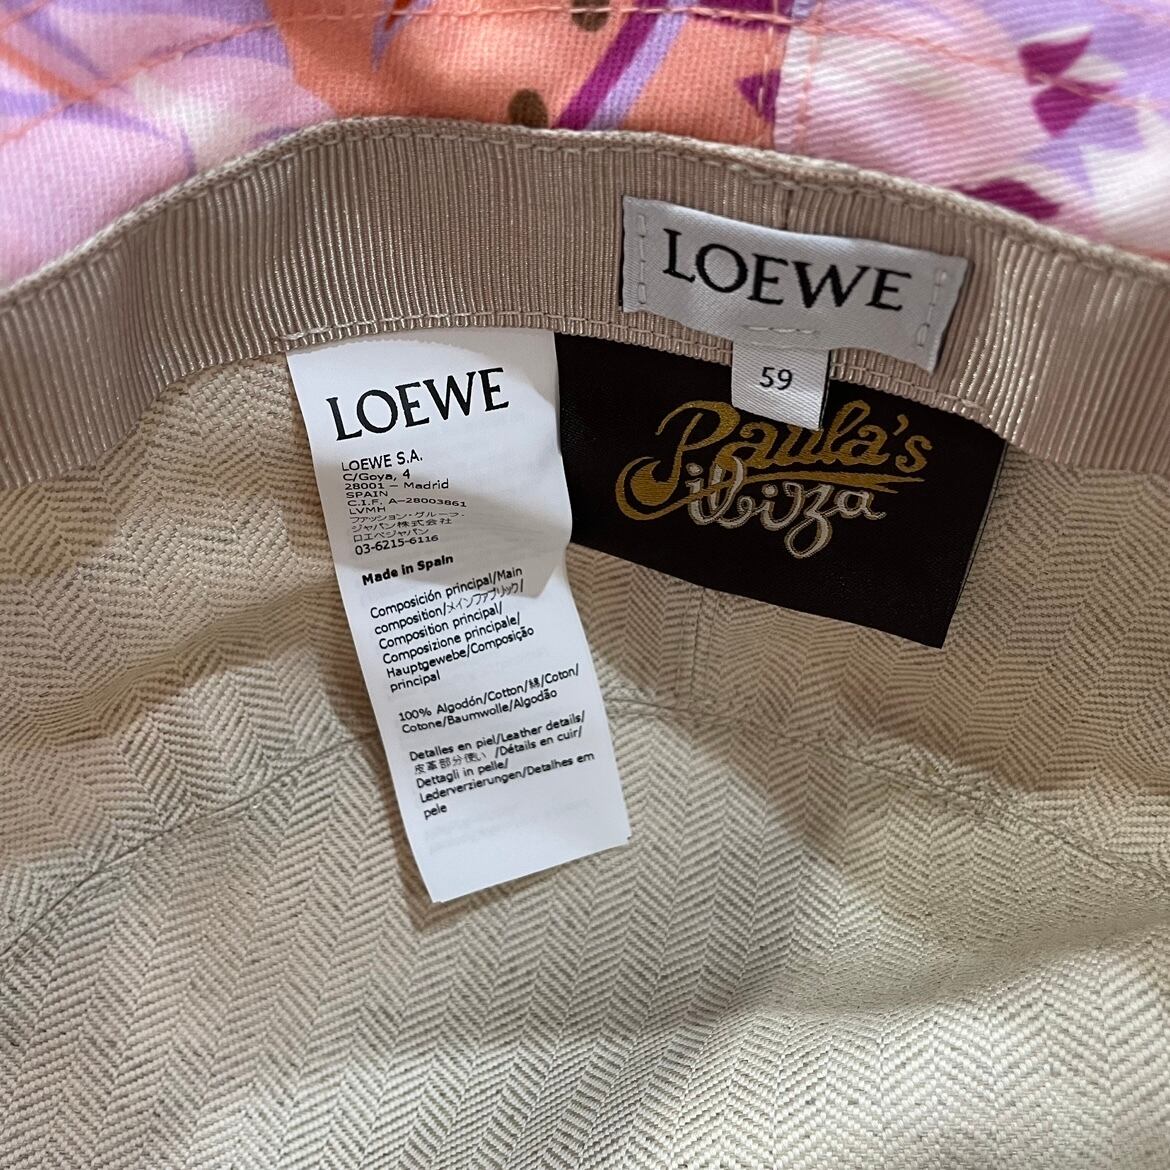 LOEWE
59
Paula's
ibiza
LOEWE
LOEWE S.A.
C/Goya, 4
28001 – Madrid
SPAIN
C.I.F. A-28003861
LVMH
ファッション・グループ・
ジャパン株式会社
ロエベジャパン
03-6215-6116
Made in Spain
Composición principal/Main
composition/メインファブリック/
Composition principal/
Composizione principale/
Hauptgewebe/Composição
principal
100% Algodón/Cotton/綿/Coton/
Cotone/Baumwolle/Algodão
Detalles en piel/Leather details/
皮革部分使い /Détails en cuir/
Dettagli in pelle/
Lederverzierungen/Detalhes em
pele